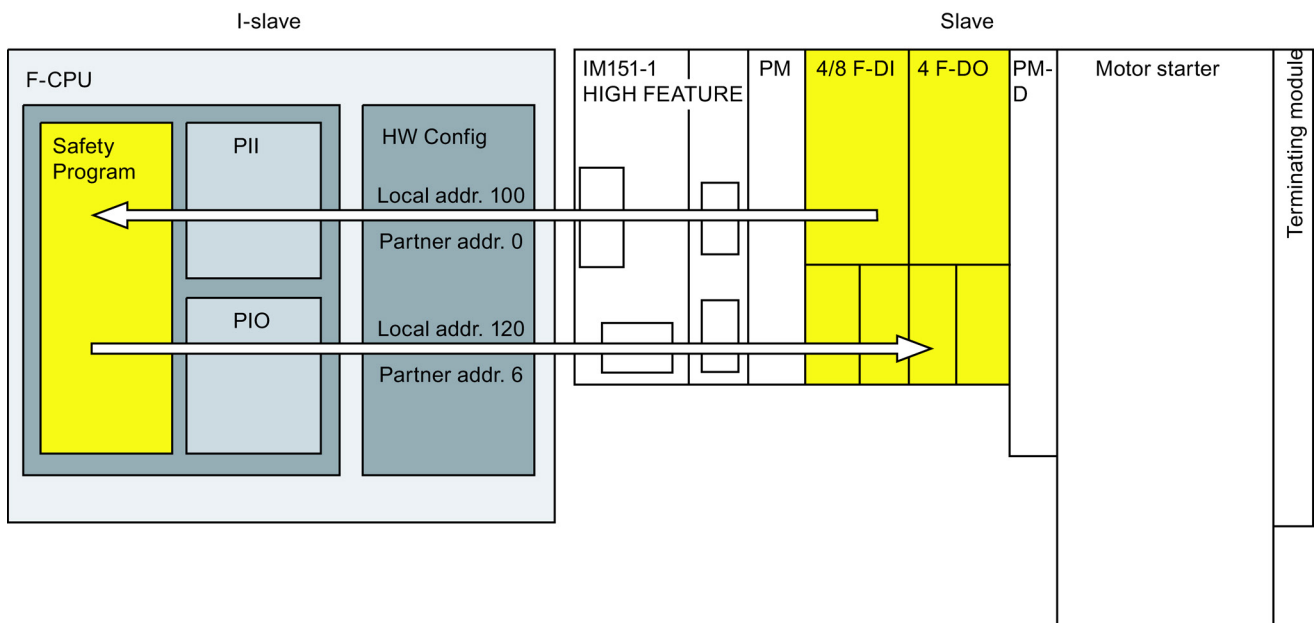 I-slave
Slave
F-CPU
Safety
Program
PII
PIO
HW Config
Local addr. 100
Partner addr. 0
Local addr. 120
Partner addr. 6
IM151-1
HIGH FEATURE
PM
4/8 F-DI
4 F-DO
PM-
D
Motor starter
Terminating module